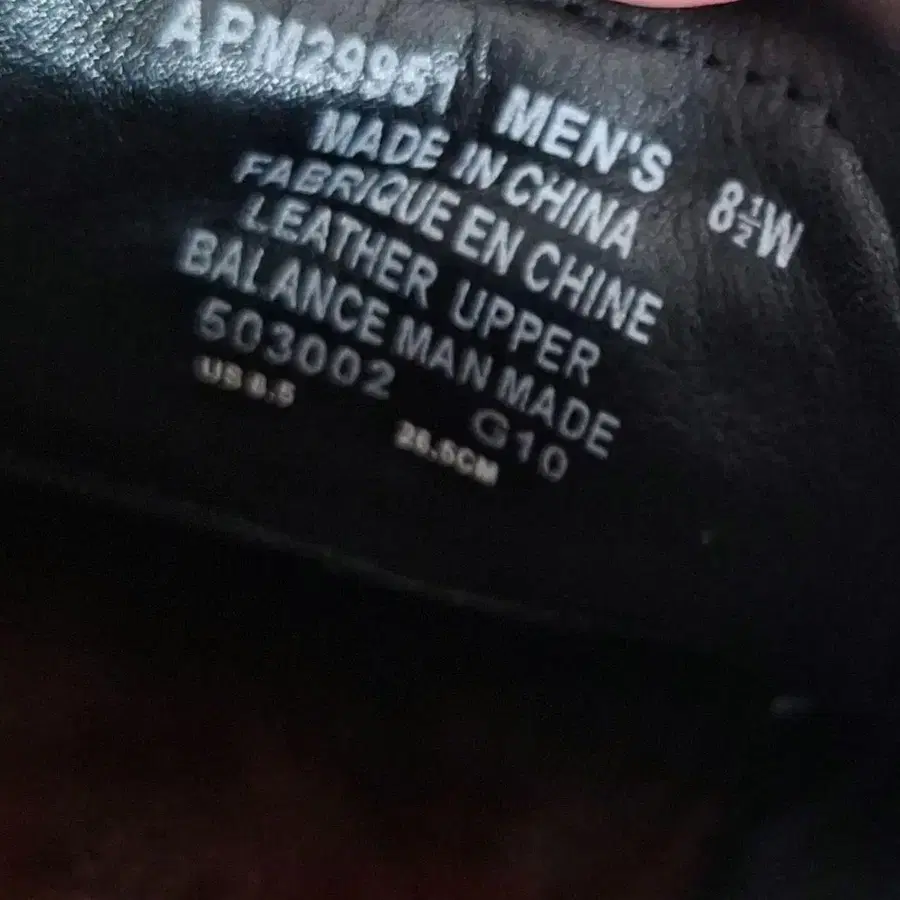 APM29951 MEN'S 8½W
MADE IN CHINA
FABRIQUE EN CHINE
LEATHER UPPER
BALANCE MAN MADE
503002 G10
US 8.5 26.5CM